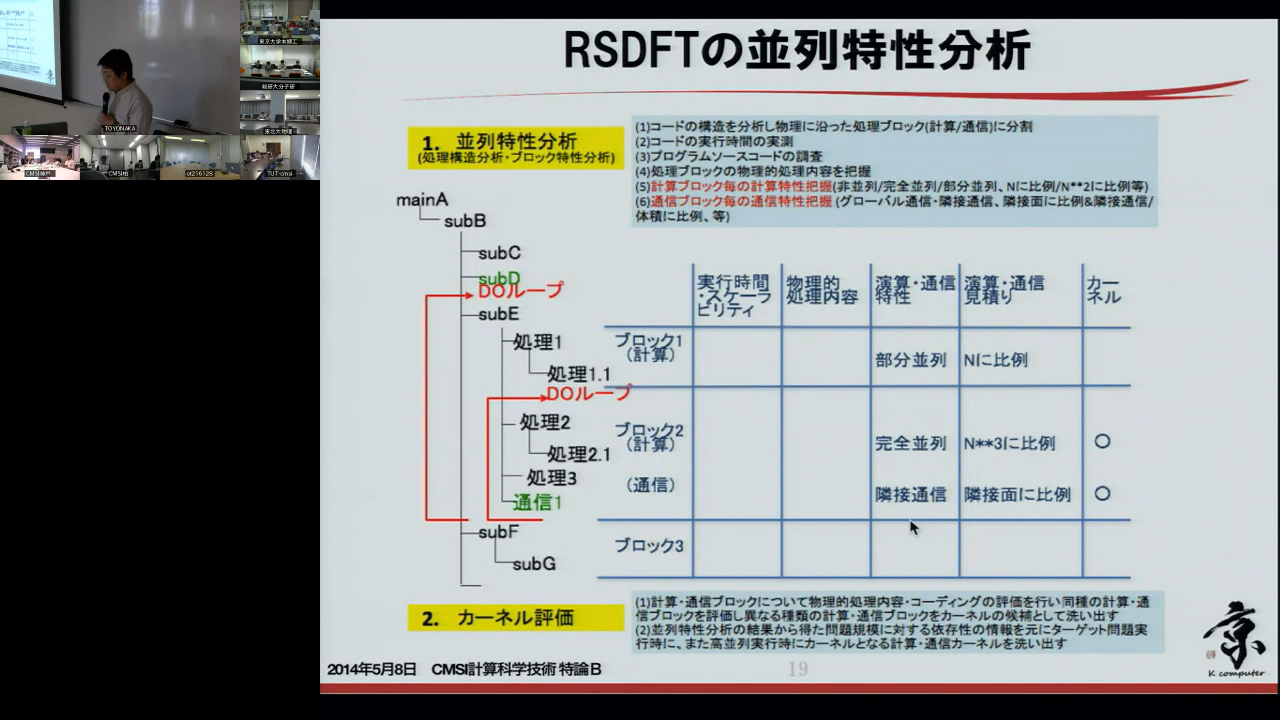 RSDFTの並列特性分析
1. 並列特性分析
(処理構造分析・ブロック特性分析)
(1)コードの構造を分析し物理に沿った処理ブロック(計算/通信)に分割
(2)コードの実行時間の実測
(3)プログラムソースコードの調査
(4)処理ブロックの物理的処理内容を把握
(5)計算ブロック毎の計算特性把握(非並列/完全並列/部分並列、Nに比例/N**2に比例等)
(6)通信ブロック毎の通信特性把握 (グローバル通信・隣接通信、隣接面に比例&隣接通信/
体積に比例、等)
mainA
subB
subC
subD
DOループ
subE
処理1
処理1.1
DOループ
処理2
処理2.1
処理3
通信1
subF
subG
実行時間
・スケーラ
ビリティ
物理的
処理内容
演算・通信
特性
演算・通信
見積り
カー
ネル
ブロック1
(計算)
部分並列
Nに比例
ブロック2
(計算)
完全並列
N**3に比例
○
(通信)
隣接通信
隣接面に比例
○
ブロック3
2. カーネル評価
(1)計算・通信ブロックについて物理的処理内容・コーディングの評価を行い同種の計算・通
信ブロックを評価し異なる種類の計算・通信ブロックをカーネルの候補として洗い出す
(2)並列特性分析の結果から得た問題規模に対する依存性の情報を元にターゲット問題実
行時に、また高並列実行時にカーネルとなる計算・通信カーネルを洗い出す
2014年5月8日 CMSI計算科学技術 特論B
19
京
K computer
TOYONAKA
東北大物理
CMSI神戸
CMSI柏
ot216128
TUT-cmsi